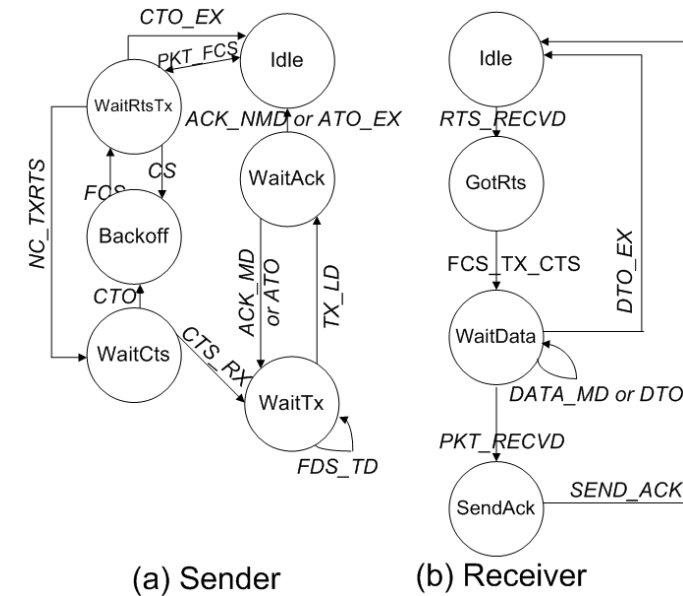 CTO_EX
PKT_FCS
Idle
WaitRtsTx
ACK_NMD or ATO_EX
CS
WaitAck
FCS
NC_TXRTS
Backoff
ACK_MD
or ATO
TX_LD
CTO
WaitCts
CTS_RX
WaitTx
FDS_TD
(a) Sender
Idle
RTS_RECVD
GotRts
FCS_TX_CTS
DTO_EX
WaitData
DATA_MD or DTO
PKT_RECVD
SEND_ACK
SendAck
(b) Receiver